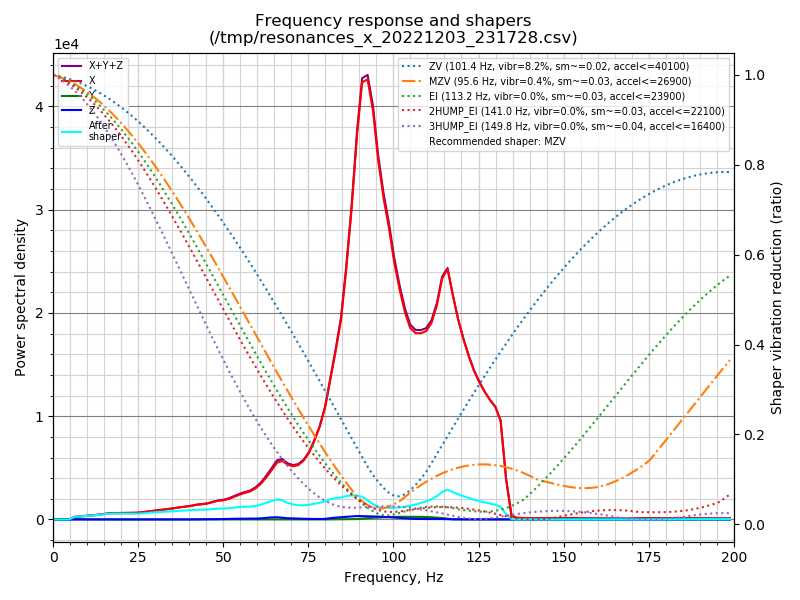 Frequency response and shapers
(/tmp/resonances_x_20221203_231728.csv)
1e4
X+Y+Z
X
Y
Z
After
shaper
ZV (101.4 Hz, vibr=8.2%, sm~=0.02, accel<=40100)
MZV (95.6 Hz, vibr=0.4%, sm~=0.03, accel<=26900)
EI (113.2 Hz, vibr=0.0%, sm~=0.03, accel<=23900)
2HUMP_EI (141.0 Hz, vibr=0.0%, sm~=0.03, accel<=22100)
3HUMP_EI (149.8 Hz, vibr=0.0%, sm~=0.04, accel<=16400)
Recommended shaper: MZV
4
3
2
1
0
Power spectral density
1.0
0.8
0.6
0.4
0.2
0.0
Shaper vibration reduction (ratio)
0 25 50 75 100 125 150 175 200
Frequency, Hz